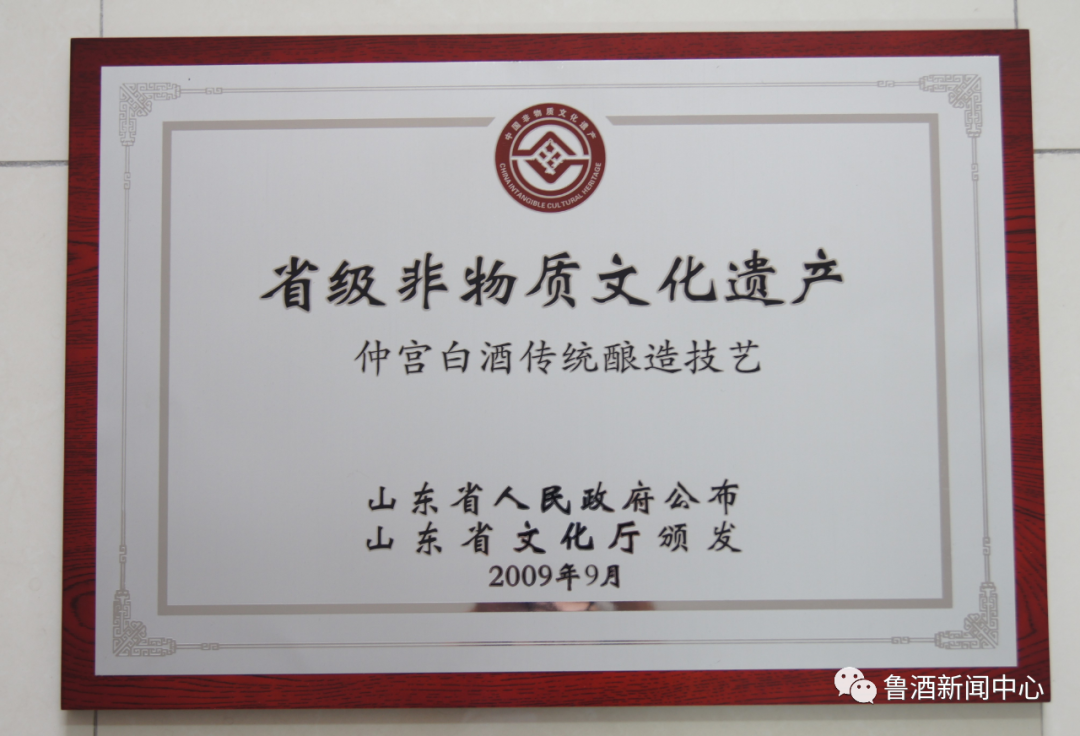 中国非物质文化遗产
CHINA INTANGIBLE CULTURAL HERITAGE
省级非物质文化遗产
仲宫白酒传统酿造技艺
山东省人民政府公布
山东省文化厅颁发
2009年9月
鲁酒新闻中心